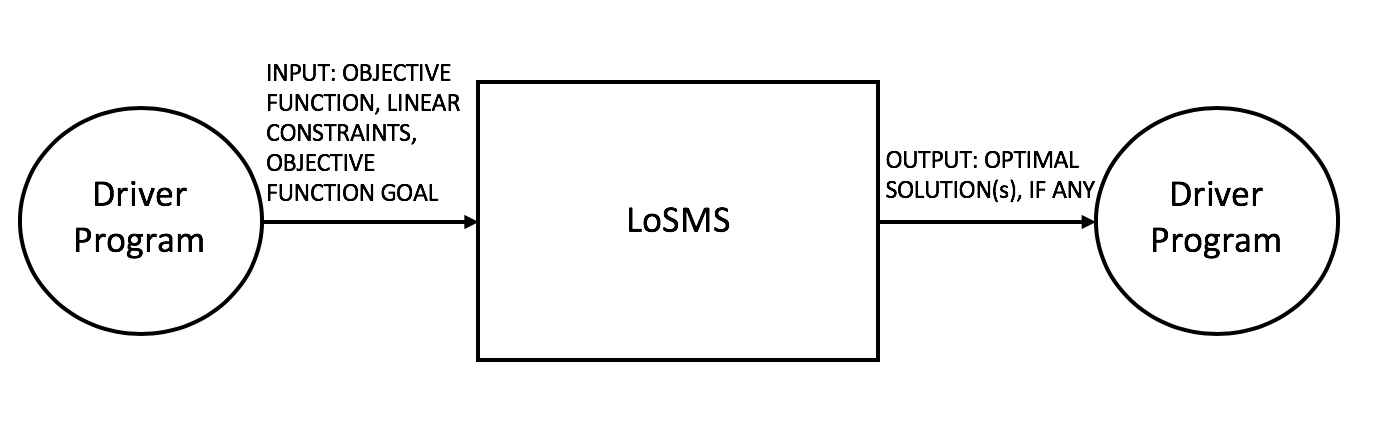 Driver
Program
INPUT: OBJECTIVE
FUNCTION, LINEAR
CONSTRAINTS,
OBJECTIVE
FUNCTION GOAL
LoSMS
OUTPUT: OPTIMAL
SOLUTION(s), IF ANY
Driver
Program